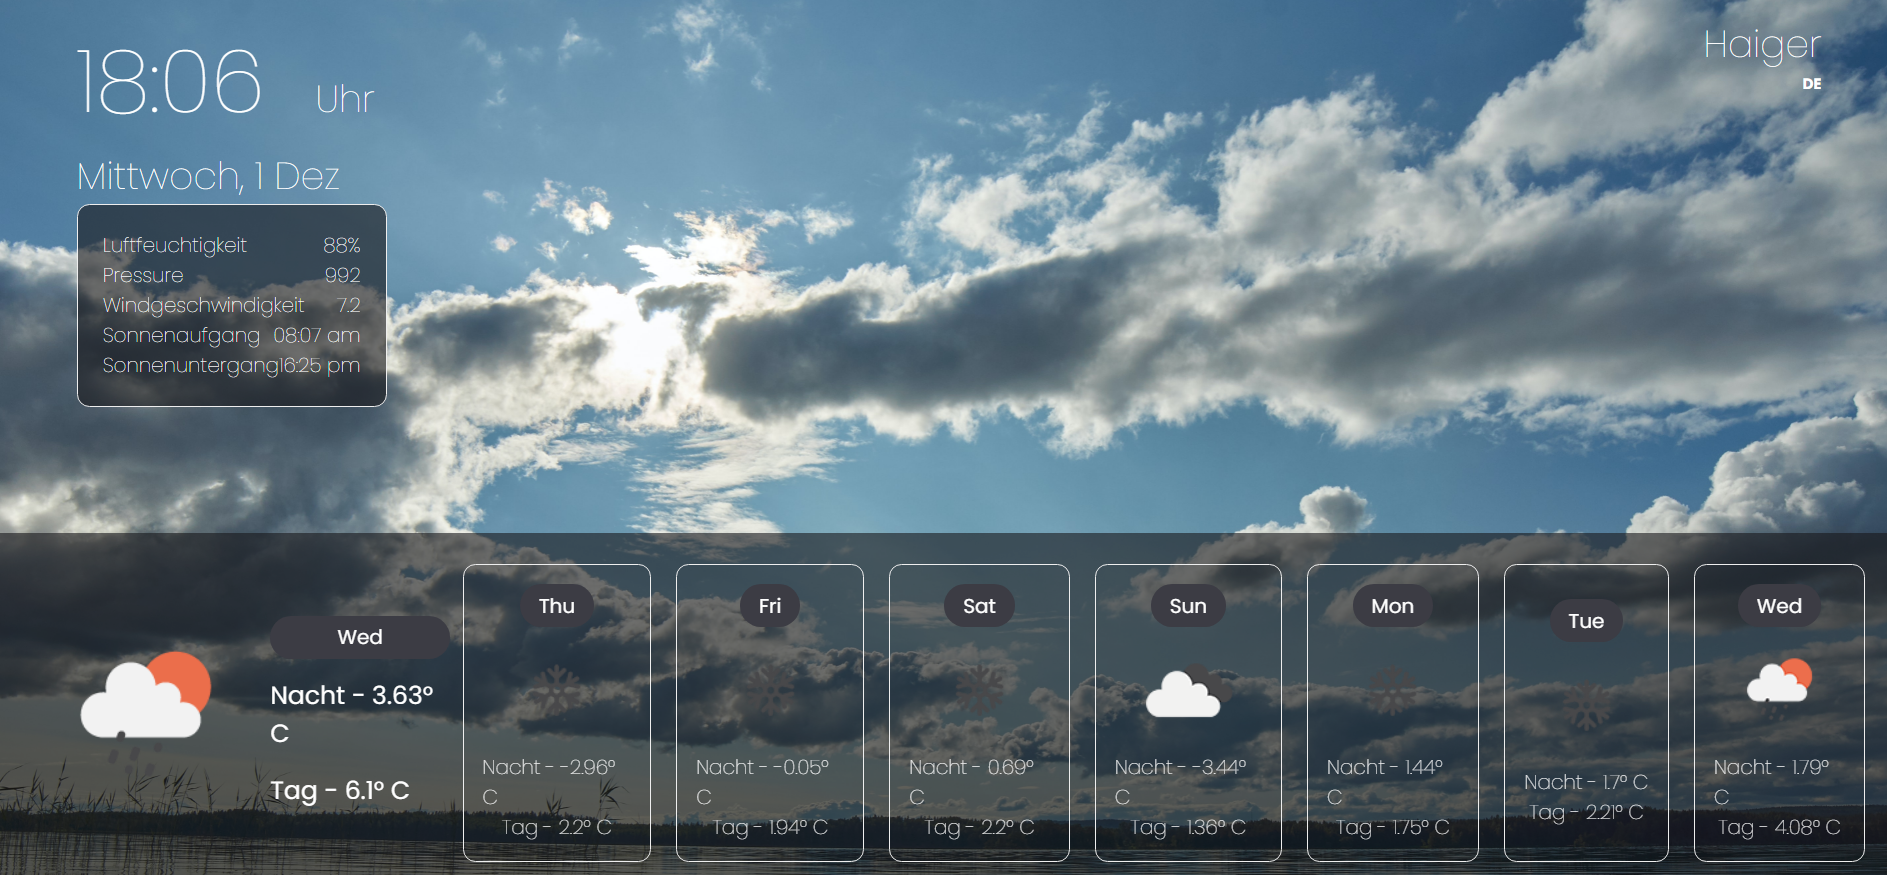 18:06 Uhr
Haiger
DE
Mittwoch, 1 Dez
Luftfeuchtigkeit 88%
Pressure 992
Windgeschwindigkeit 7.2
Sonnenaufgang 08:07 am
Sonnenuntergang16:25 pm
Wed
Nacht - 3.63°
C
Tag - 6.1° C
Thu
Nacht - -2.96°
C
Tag - 2.2° C
Fri
Nacht - -0.05°
C
Tag - 1.94° C
Sat
Nacht - 0.69°
C
Tag - 2.2° C
Sun
Nacht - -3.44°
C
Tag - 1.36° C
Mon
Nacht - 1.44°
C
Tag - 1.75° C
Tue
Nacht - 1.7° C
Tag - 2.21° C
Wed
Nacht - 1.79°
C
Tag - 4.08° C